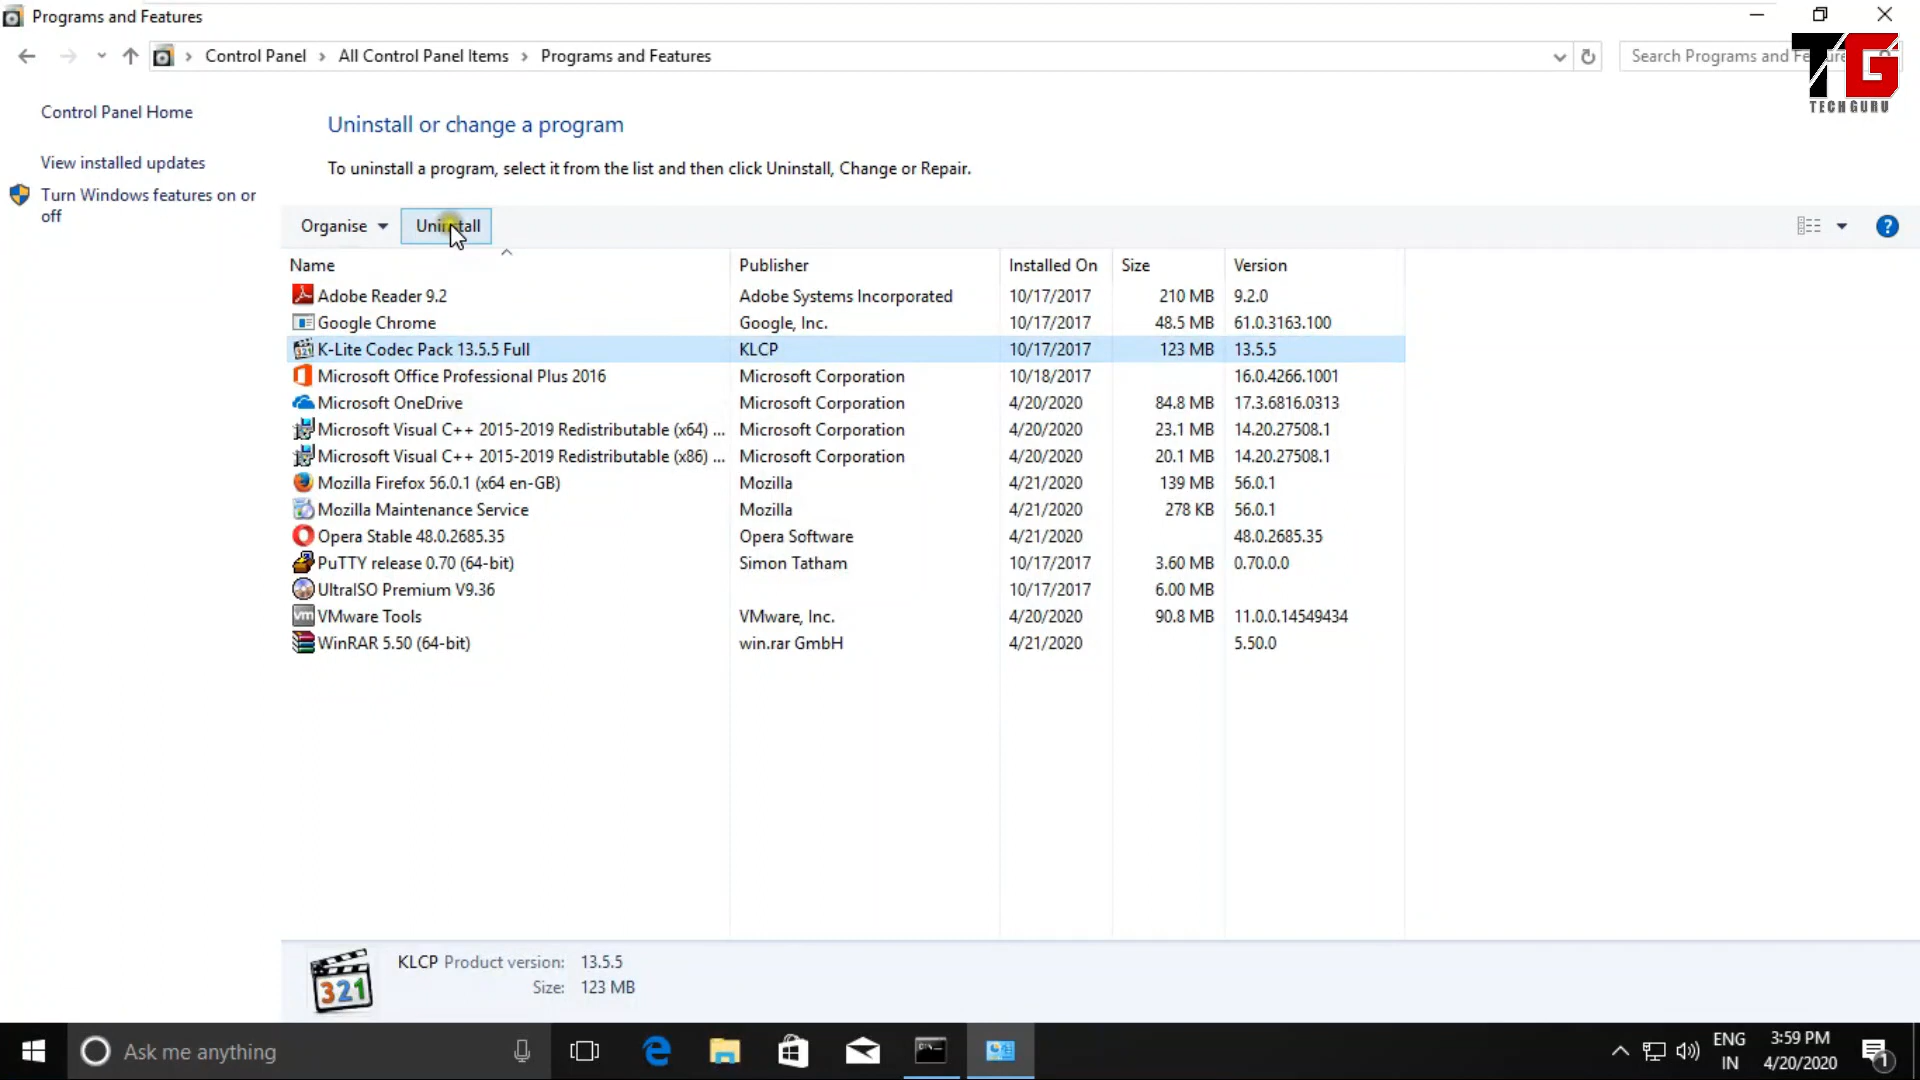 Programs and Features
Control Panel > All Control Panel Items > Programs and Features
Search Programs and Features
TG
TECH GURU
Control Panel Home
View installed updates
Turn Windows features on or
off
Uninstall or change a program
To uninstall a program, select it from the list and then click Uninstall, Change or Repair.
Organise Uninstall
Name Publisher Installed On Size Version
Adobe Reader 9.2 Adobe Systems Incorporated 10/17/2017 210 MB 9.2.0
Google Chrome Google, Inc. 10/17/2017 48.5 MB 61.0.3163.100
K-Lite Codec Pack 13.5.5 Full KLCP 10/17/2017 123 MB 13.5.5
Microsoft Office Professional Plus 2016 Microsoft Corporation 10/18/2017 16.0.4266.1001
Microsoft OneDrive Microsoft Corporation 4/20/2020 84.8 MB 17.3.6816.0313
Microsoft Visual C++ 2015-2019 Redistributable (x64) ... Microsoft Corporation 4/20/2020 23.1 MB 14.20.27508.1
Microsoft Visual C++ 2015-2019 Redistributable (x86) ... Microsoft Corporation 4/20/2020 20.1 MB 14.20.27508.1
Mozilla Firefox 56.0.1 (x64 en-GB) Mozilla 4/21/2020 139 MB 56.0.1
Mozilla Maintenance Service Mozilla 4/21/2020 278 KB 56.0.1
Opera Stable 48.0.2685.35 Opera Software 4/21/2020 48.0.2685.35
PuTTY release 0.70 (64-bit) Simon Tatham 10/17/2017 3.60 MB 0.70.0.0
UltraISO Premium V9.36 10/17/2017 6.00 MB
VMware Tools VMware, Inc. 4/20/2020 90.8 MB 11.0.0.14549434
WinRAR 5.50 (64-bit) win.rar GmbH 4/21/2020 5.50.0
321
KLCP Product version: 13.5.5
Size: 123 MB
Ask me anything
ENG
IN
3:59 PM
4/20/2020
1